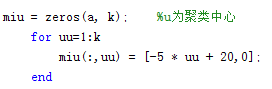 miu = zeros(a, k);    %u为聚类中心
    for uu=1:k
        miu(:,uu) = [-5 * uu + 20,0];
    end